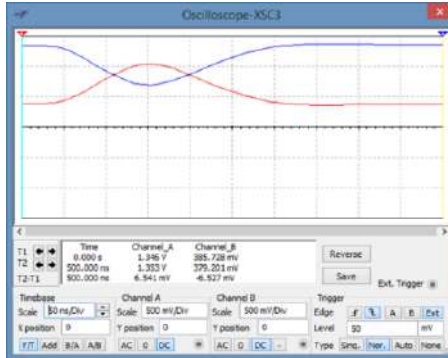 Oscilloscope-XSC3
Time Channel_A Channel_B
T1 0.000 s 1.346 V 385.728 mV
T2 500.000 ns 1.353 V 379.201 mV
T2-T1 500.000 ns 6.541 mV -6.527 mV
Reverse
Save
Ext. Trigger
Timebase Channel A Channel B Trigger
Scale 50 ns/Div Scale 500 mV/Div Scale 500 mV/Div Edge A B Ext
X position 0 Y position 0 Y position 0 Level 50 mV
Y/T Add B/A A/B AC 0 DC AC 0 DC - Type Sing. Nor. Auto None